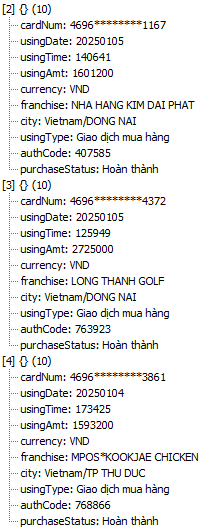 [2] {} (10)
cardNum: 4696********1167
usingDate: 20250105
usingTime: 140641
usingAmt: 1601200
currency: VND
franchise: NHA HANG KIM DAI PHAT
city: Vietnam/DONG NAI
usingType: Giao dịch mua hàng
authCode: 407585
purchaseStatus: Hoàn thành
[3] {} (10)
cardNum: 4696********4372
usingDate: 20250105
usingTime: 125949
usingAmt: 2725000
currency: VND
franchise: LONG THANH GOLF
city: Vietnam/DONG NAI
usingType: Giao dịch mua hàng
authCode: 763923
purchaseStatus: Hoàn thành
[4] {} (10)
cardNum: 4696********3861
usingDate: 20250104
usingTime: 173425
usingAmt: 1593200
currency: VND
franchise: MPOS*KOOKJAE CHICKEN
city: Vietnam/TP THU DUC
usingType: Giao dịch mua hàng
authCode: 768866
purchaseStatus: Hoàn thành